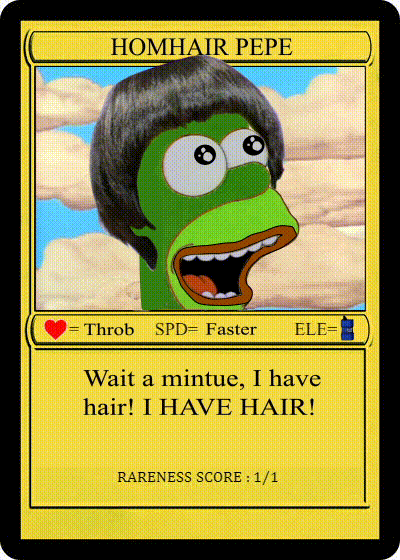 HOMHAIR PEPE
= Throb SPD= Faster ELE=
Wait a mintue, I have
hair! I HAVE HAIR!
RARENESS SCORE : 1/1